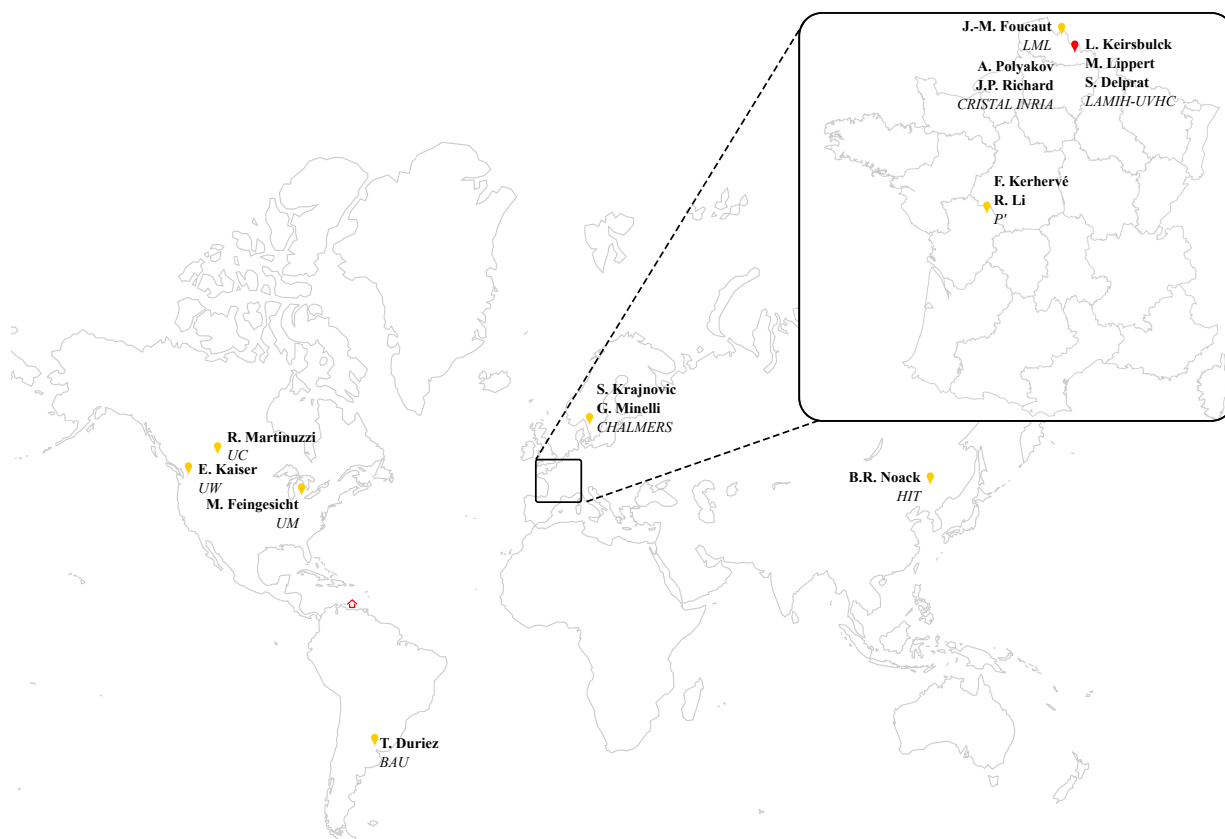 J.-M. Foucaut
LML
L. Keirsbulck
M. Lippert
S. Delprat
LAMIH-UVHC
A. Polyakov
J.P. Richard
CRISTAL INRIA
F. Kerhervé
R. Li
P'
S. Krajnovic
G. Minelli
CHALMERS
R. Martinuzzi
UC
E. Kaiser
UW
M. Feingesicht
UM
B.R. Noack
HIT
T. Duriez
BAU